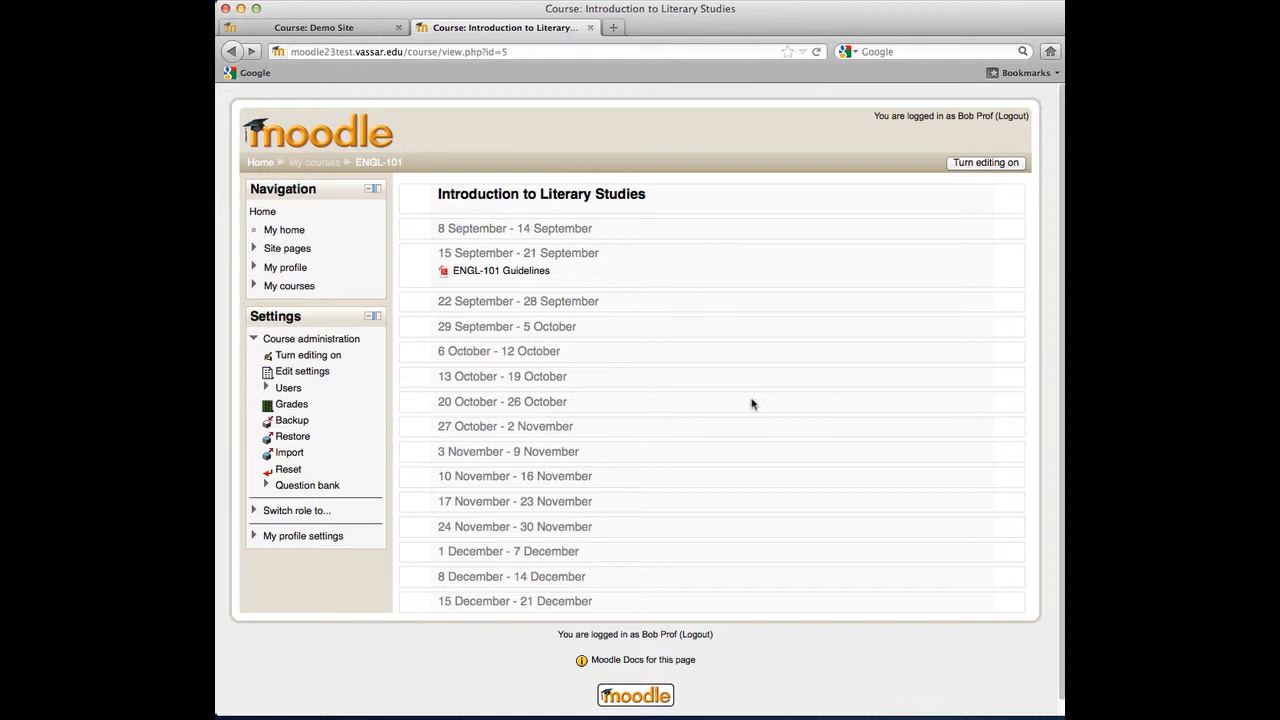 Course: Introduction to Literary Studies
Course: Demo Site
Course: Introduction to Literary...
moodle23test.vassar.edu/course/view.php?id=5
Google
Google
Bookmarks
moodle
You are logged in as Bob Prof (Logout)
Home ► My courses ► ENGL-101
Turn editing on
Navigation
Home
My home
Site pages
My profile
My courses
Settings
Course administration
Turn editing on
Edit settings
Users
Grades
Backup
Restore
Import
Reset
Question bank
Switch role to...
My profile settings
Introduction to Literary Studies
8 September - 14 September
15 September - 21 September
ENGL-101 Guidelines
22 September - 28 September
29 September - 5 October
6 October - 12 October
13 October - 19 October
20 October - 26 October
27 October - 2 November
3 November - 9 November
10 November - 16 November
17 November - 23 November
24 November - 30 November
1 December - 7 December
8 December - 14 December
15 December - 21 December
You are logged in as Bob Prof (Logout)
Moodle Docs for this page
moodle